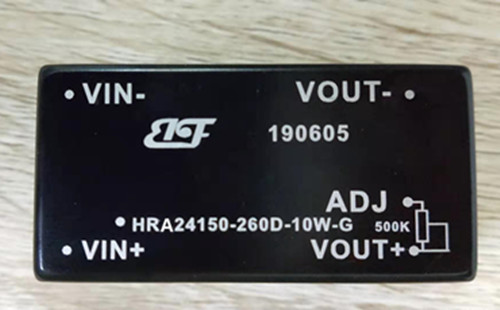 VIN- VOUT-
190605
ADJ
HRA24150-260D-10W-G 500K
VIN+ VOUT+